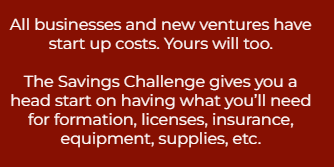 All businesses and new ventures have
start up costs. Yours will too.
The Savings Challenge gives you a
head start on having what you'll need
for formation, licenses, insurance,
equipment, supplies, etc.